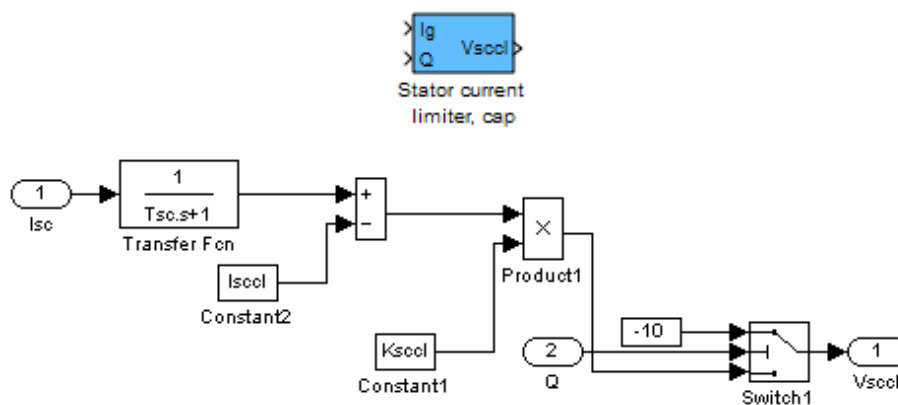 Ig
Q
Vsccl
Stator current
limiter, cap
1
Isc
1
Tsc.s+1
Transfer Fcn
Isccl
Constant2
+
−
×
Product1
Ksccl
Constant1
-10
2
Q
Switch1
1
Vsccl